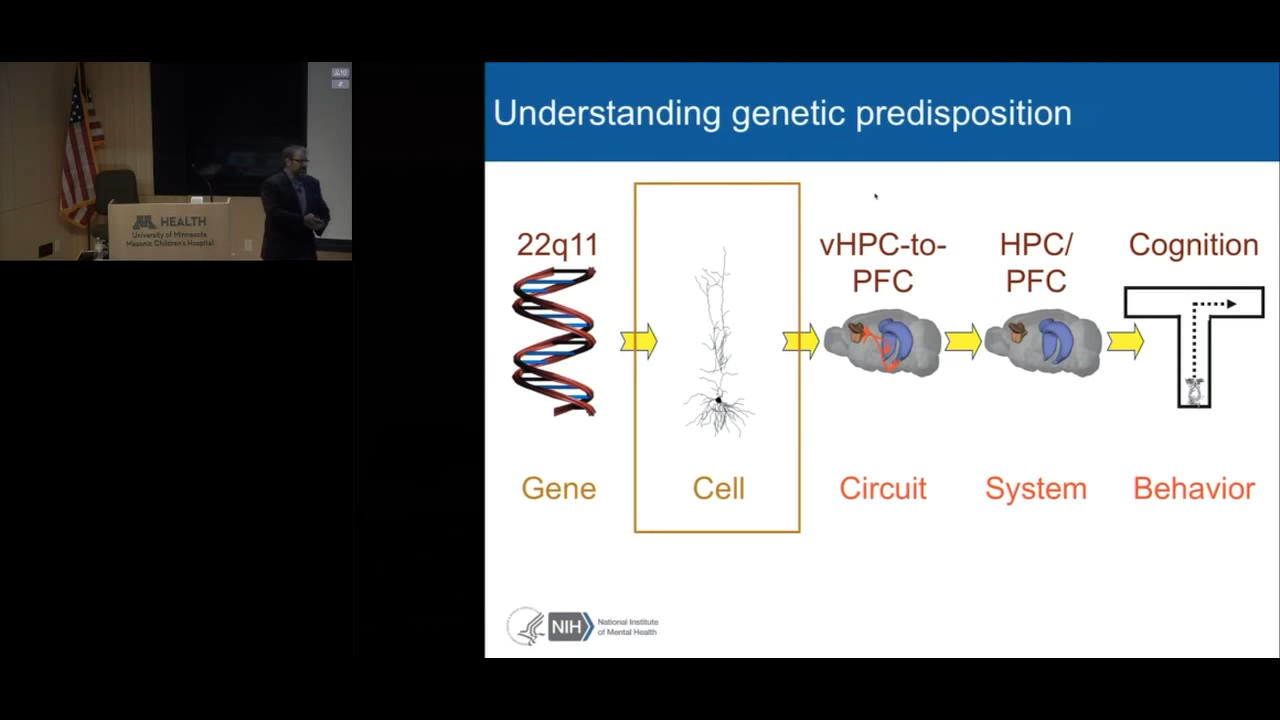 HEALTH
University of Minnesota
Masonic Children's Hospital
Understanding genetic predisposition
22q11
vHPC-to-
PFC
HPC/
PFC
Cognition
Gene
Cell
Circuit
System
Behavior
NIH
National Institute
of Mental Health